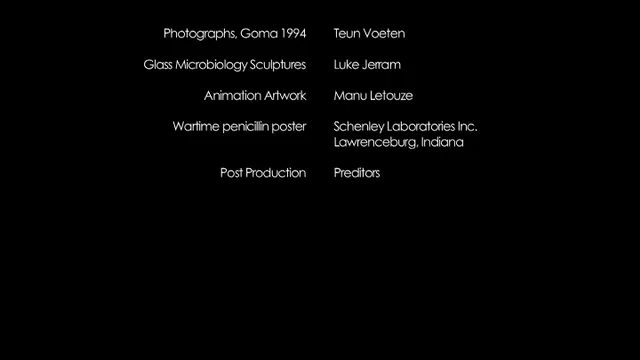 Photographs, Goma 1994 Teun Voeten
Glass Microbiology Sculptures Luke Jerram
Animation Artwork Manu Letouze
Wartime penicillin poster Schenley Laboratories Inc.
Lawrenceburg, Indiana
Post Production Preditors